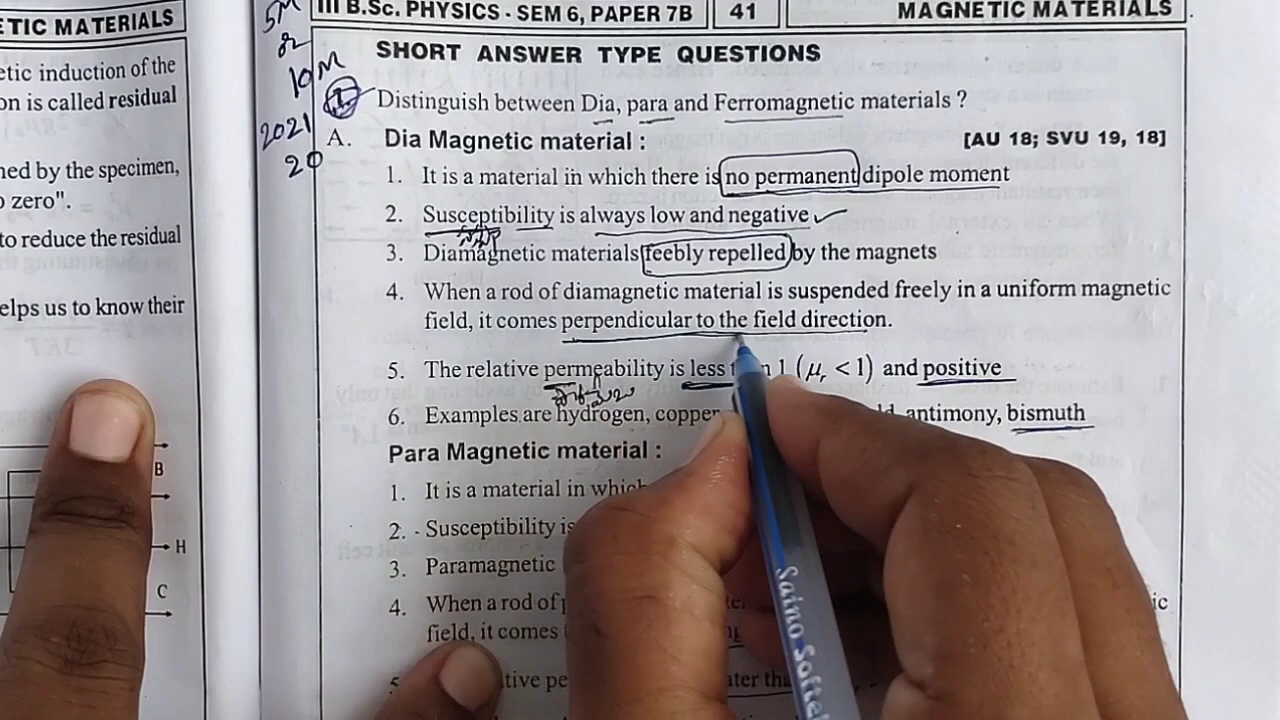 ETIC MATERIALS
etic induction of the
on is called residual
ned by the specimen,
o zero".
to reduce the residual
elps us to know their
B
H
C
5M
&
10M
2021
20
III B.Sc. PHYSICS - SEM 6, PAPER 7B 41 MAGNETIC MATERIALS
SHORT ANSWER TYPE QUESTIONS
1 Distinguish between Dia, para and Ferromagnetic materials ?
A. Dia Magnetic material : [AU 18; SVU 19, 18]
1. It is a material in which there is no permanent dipole moment
2. Susceptibility is always low and negative
3. Diamagnetic materials feebly repelled by the magnets
4. When a rod of diamagnetic material is suspended freely in a uniform magnetic
field, it comes perpendicular to the field direction.
5. The relative permeability is less 1 (μr < 1) and positive
6. Examples are hydrogen, copper antimony, bismuth
Para Magnetic material :
1. It is a material in which
2. Susceptibility is
3. Paramagnetic
4. When a rod of
field, it comes
Saino Softek